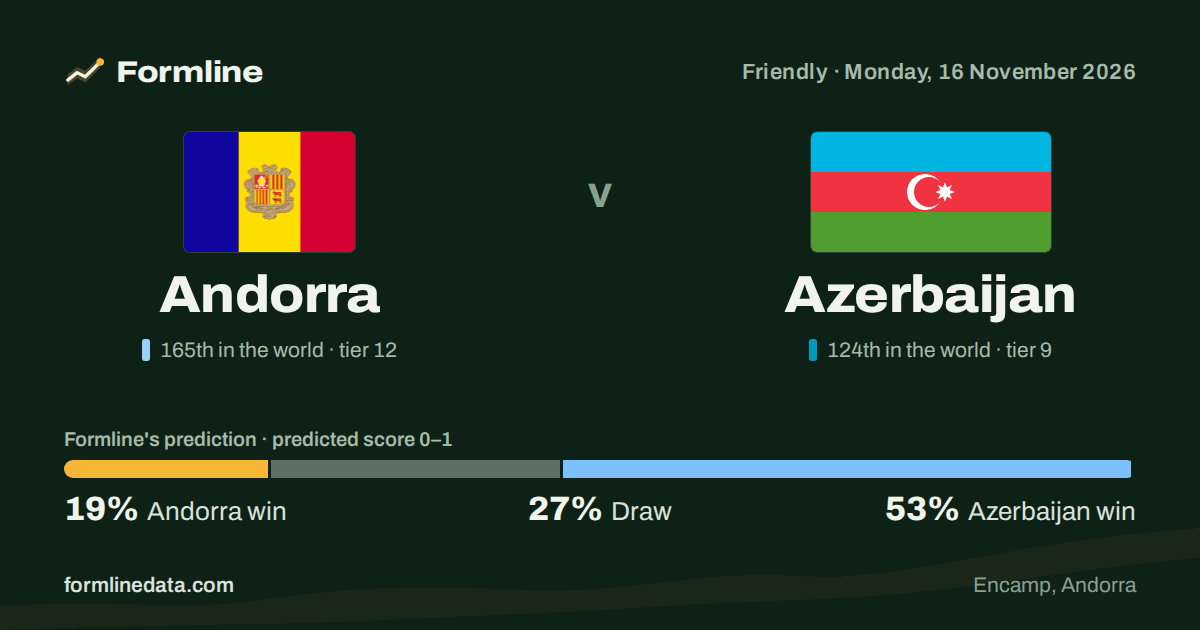 Formline
Friendly · Monday, 16 November 2026
v
Andorra
Azerbaijan
165th in the world · tier 12
124th in the world · tier 9
Formline's prediction · predicted score 0–1
19% Andorra win
27% Draw
53% Azerbaijan win
formlinedata.com
Encamp, Andorra